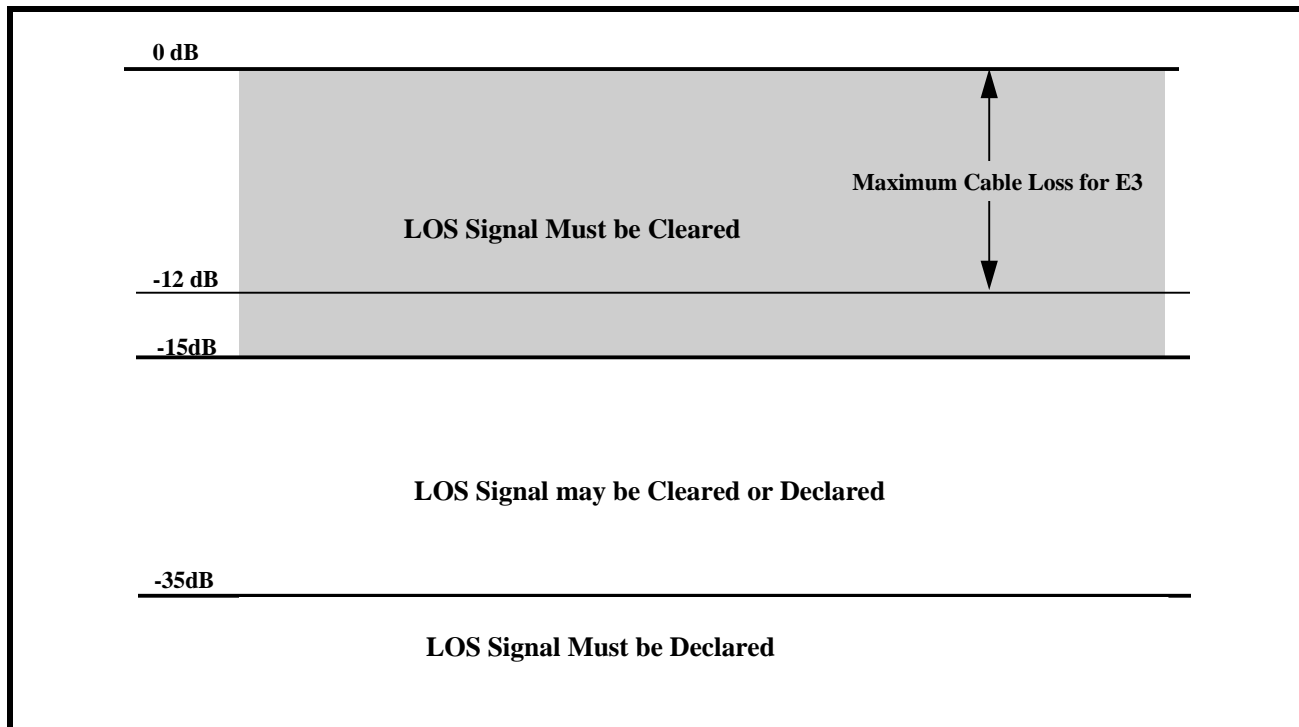 0 dB
Maximum Cable Loss for E3
LOS Signal Must be Cleared
-12 dB
-15dB
LOS Signal may be Cleared or Declared
-35dB
LOS Signal Must be Declared